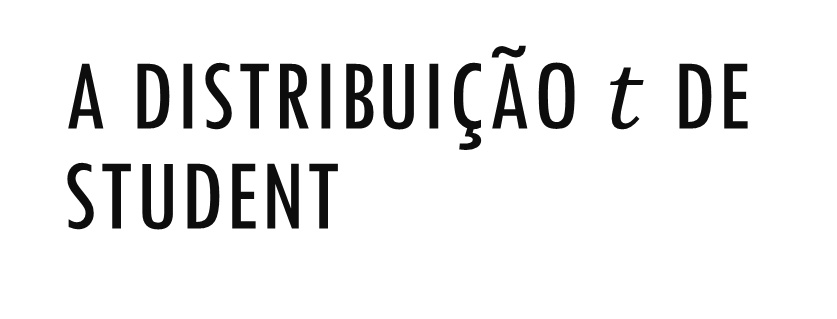 A DISTRIBUIÇÃO t DE
STUDENT